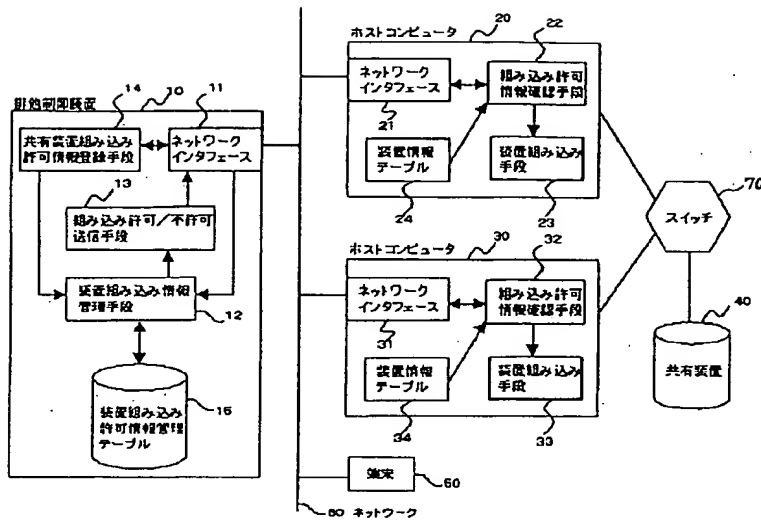 排他制御装置
10
14
11
共有装置組み込み
許可情報登録手段
ネットワーク
インタフェース
13
組み込み許可/不許可
送信手段
装置組み込み情報
管理手段
12
装置組み込み
許可情報管理
テーブル
15
ホストコンピュータ
20
22
ネットワーク
インタフェース
21
組み込み許可
情報確認手段
装置情報
テーブル
24
装置組み込み
手段
23
ホストコンピュータ
30
32
ネットワーク
インタフェース
31
組み込み許可
情報確認手段
装置情報
テーブル
34
装置組み込み
手段
33
70
スイッチ
40
共有装置
端末
60
ネットワーク